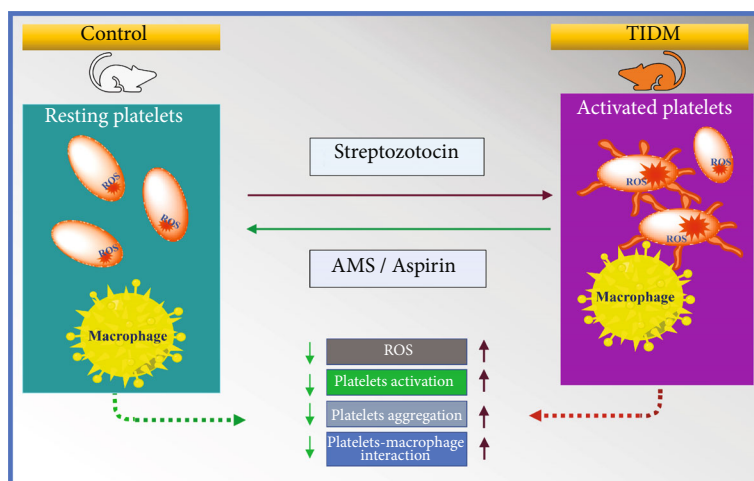 Control
TIDM
Resting platelets
Activated platelets
ROS
ROS
ROS
Macrophage
Streptozotocin
AMS / Aspirin
ROS
ROS
ROS
Macrophage
ROS
Platelets activation
Platelets aggregation
Platelets-macrophage
interaction